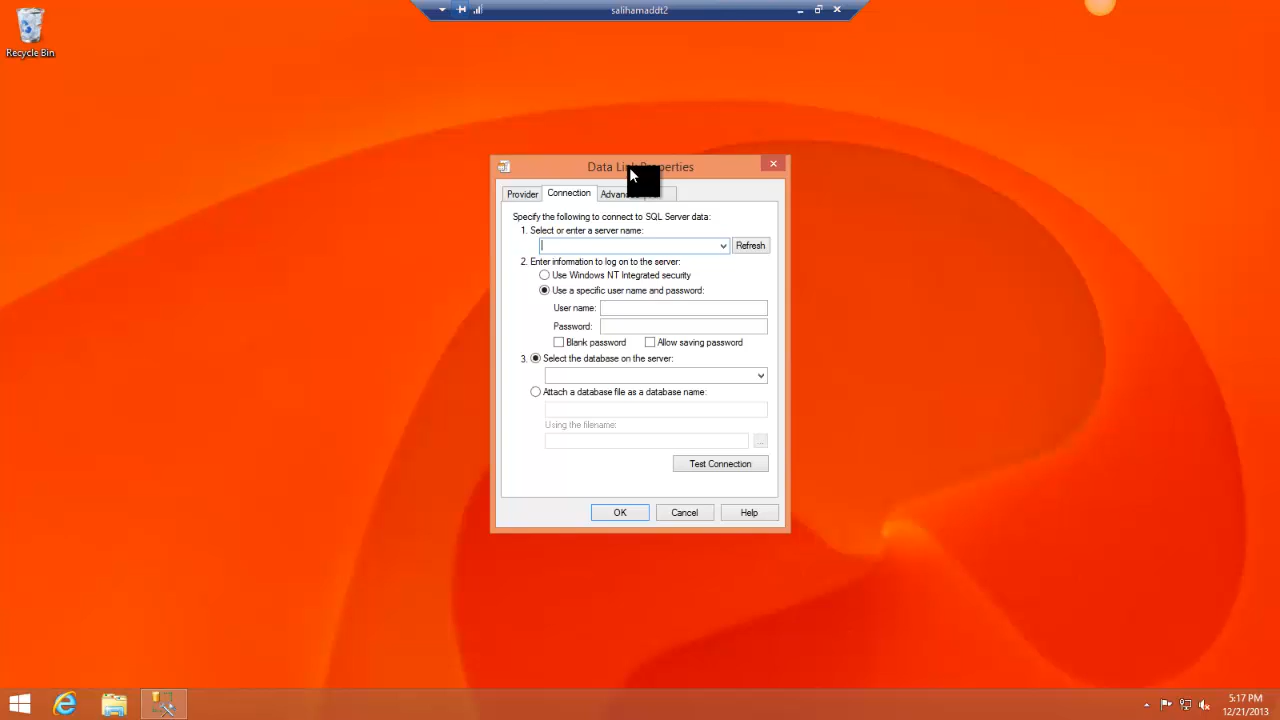 salihamaddt2
Recycle Bin
Data Link Properties
Provider Connection Advanced
Specify the following to connect to SQL Server data:
1. Select or enter a server name:
Refresh
2. Enter information to log on to the server:
Use Windows NT Integrated security
Use a specific user name and password:
User name:
Password:
Blank password Allow saving password
3. Select the database on the server:
Attach a database file as a database name:
Using the filename:
...
Test Connection
OK Cancel Help
5:17 PM
12/21/2013